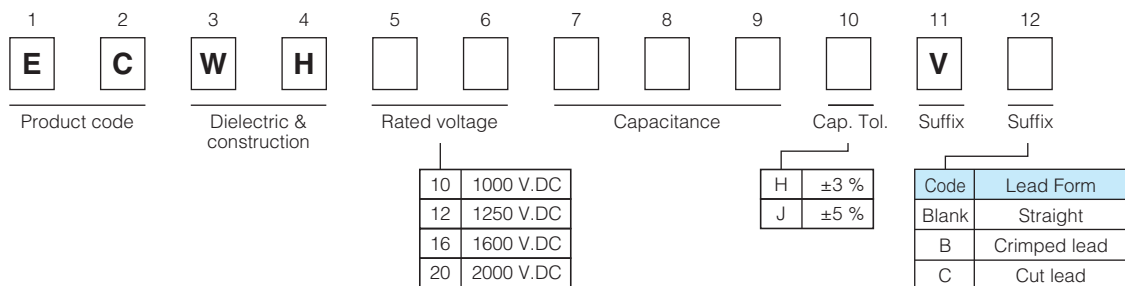 1 2 3 4 5 6 7 8 9 10 11 12
E C W H V
Product code Dielectric & construction Rated voltage Capacitance Cap. Tol. Suffix Suffix
10 1000 V.DC
12 1250 V.DC
16 1600 V.DC
20 2000 V.DC
H ±3 %
J ±5 %
Code Lead Form
Blank Straight
B Crimped lead
C Cut lead